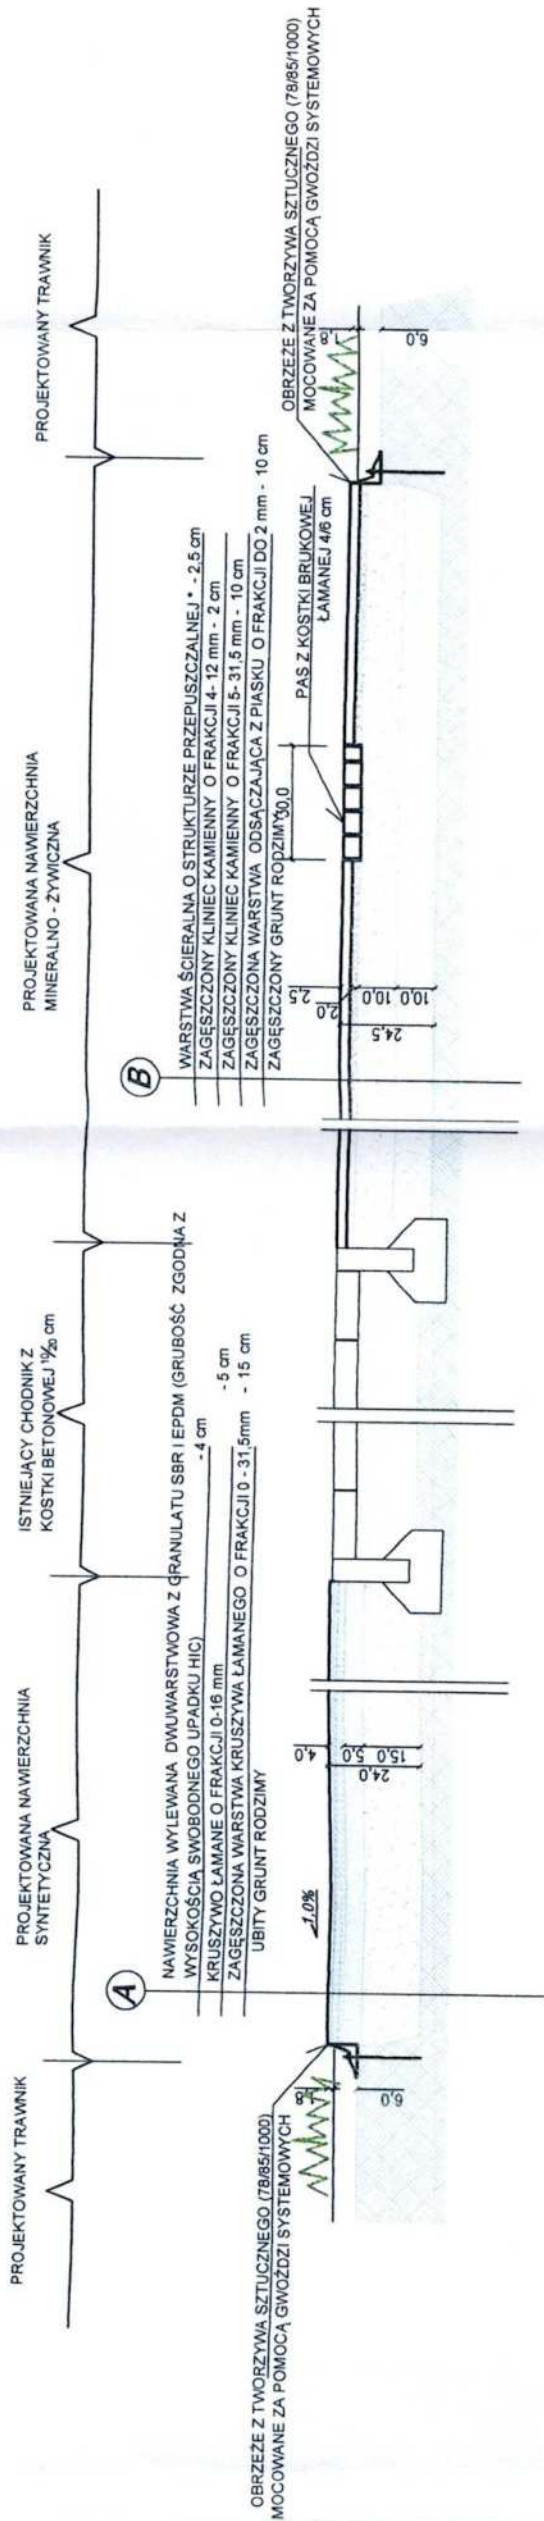 PROJEKTOWANY TRAWNIK
PROJEKTOWANA NAWIERZCHNIA
SYNTETYCZNA
ISTNIEJĄCY CHODNIK Z
KOSTKI BETONOWEJ 10/20 cm
PROJEKTOWANA NAWIERZCHNIA
MINERALNO - ŻYWICZNA
PROJEKTOWANY TRAWNIK
A
NAWIERZCHNIA WYLEWANA DWUWARSTWOWA Z GRANULATU SBR I EPDM (GRUBOŚĆ ZGODNA Z
WYSOKOŚCIĄ SWOBODNEGO UPADKU HIC) - 4 cm
KRUSZYWO ŁAMANE O FRAKCJI 0-16 mm - 5 cm
ZAGĘSZCZONA WARSTWA KRUSZYWA ŁAMANEGO O FRAKCJI 0 - 31,5mm - 15 cm
UBITY GRUNT RODZIMY
B
WARSTWA ŚCIERALNA O STRUKTURZE PRZEPUSZCZALNEJ * - 2,5 cm
ZAGĘSZCZONY KLINIEC KAMIENNY O FRAKCJI 4- 12 mm - 2 cm
ZAGĘSZCZONY KLINIEC KAMIENNY O FRAKCJI 5- 31,5 mm - 10 cm
ZAGĘSZCZONA WARSTWA ODSĄCZAJĄCA Z PIASKU O FRAKCJI DO 2 mm - 10 cm
ZAGĘSZCZONY GRUNT RODZIMY
30,0
PAS Z KOSTKI BRUKOWEJ
ŁAMANEJ 4/6 cm
OBRZEŻE Z TWORZYWA SZTUCZNEGO (78/85/1000)
MOCOWANE ZA POMOCĄ GWOŹDZI SYSTEMOWYCH
OBRZEŻE Z TWORZYWA SZTUCZNEGO (78/85/1000)
MOCOWANE ZA POMOCĄ GWOŹDZI SYSTEMOWYCH
6,0
1,0%
4,0
5,0
15,0
24,0
2,5
2,0
10,0
10,0
24,5
1,8
6,0